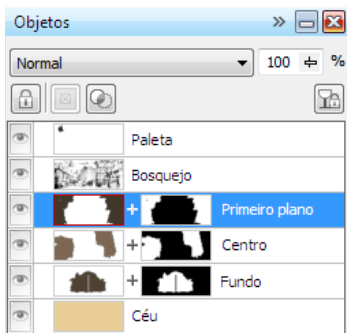 Objetos
Normal 100 %
Paleta
Bosquejo
Primeiro plano
Centro
Fundo
Céu